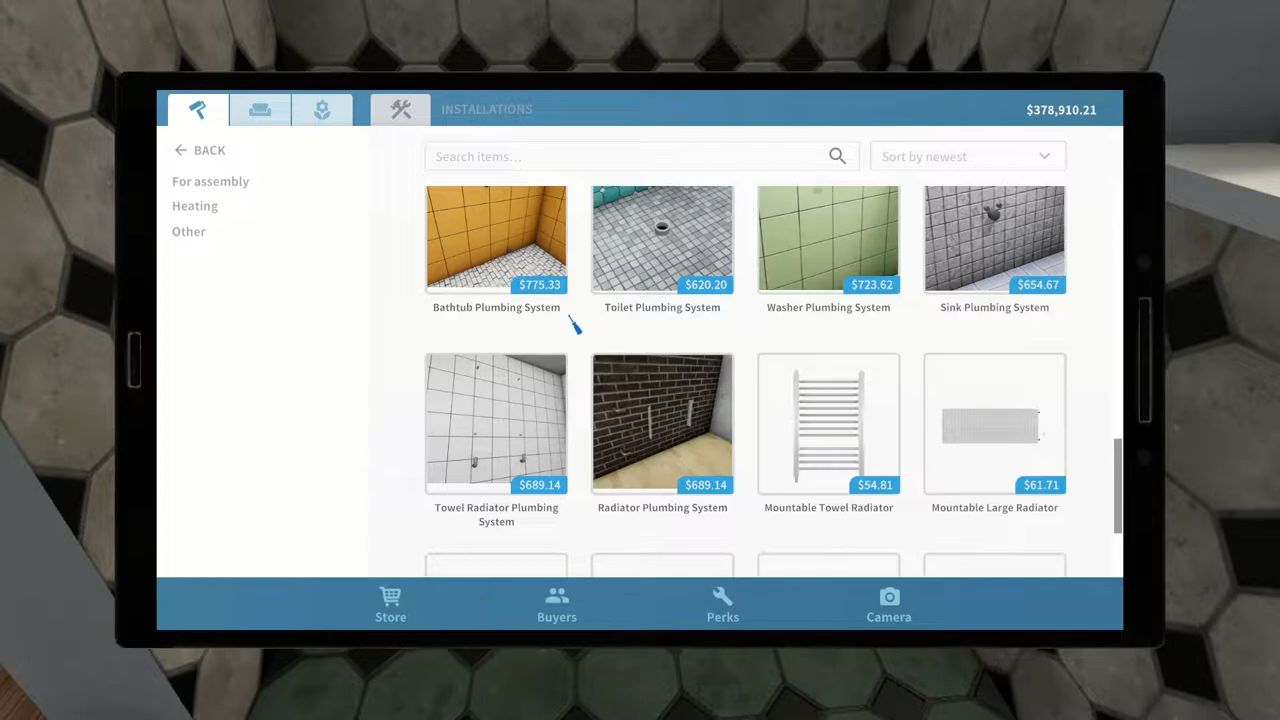 INSTALLATIONS
$378,910.21
BACK
For assembly
Heating
Other
Search items...
Sort by newest
$775.33
$620.20
$723.62
$654.67
Bathtub Plumbing System
Toilet Plumbing System
Washer Plumbing System
Sink Plumbing System
$689.14
$689.14
$54.81
$61.71
Towel Radiator Plumbing
System
Radiator Plumbing System
Mountable Towel Radiator
Mountable Large Radiator
Store
Buyers
Perks
Camera